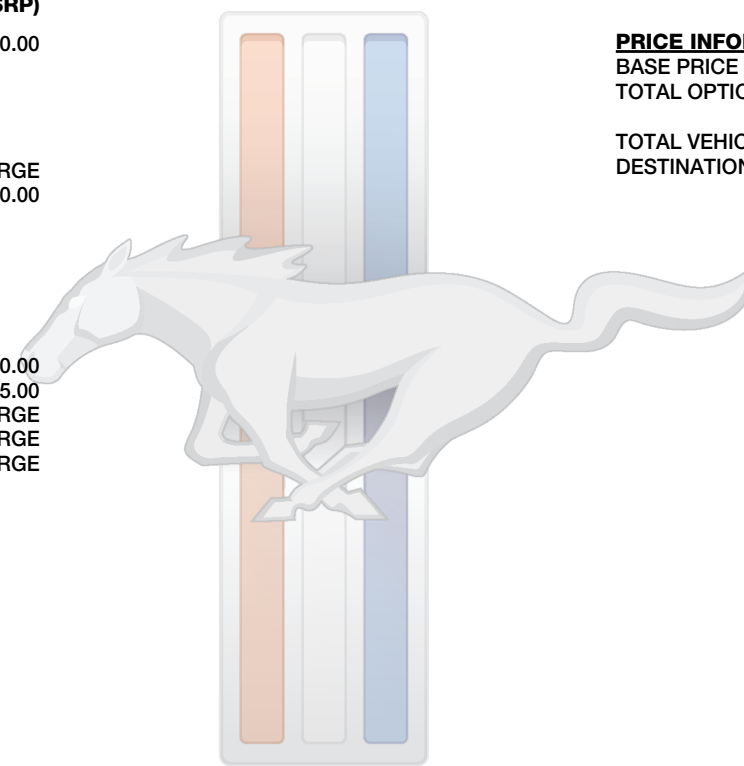 SRP)
0.00
RGE
0.00
0.00
5.00
RGE
RGE
RGE
PRICE INFO
BASE PRICE
TOTAL OPTIO
TOTAL VEHIC
DESTINATION